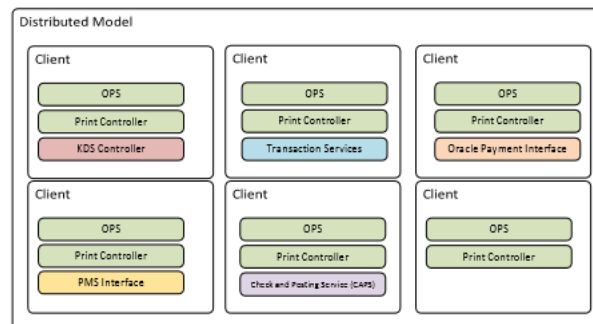 Distributed Model
Client
OPS
Print Controller
KDS Controller
Client
OPS
Print Controller
Transaction Services
Client
OPS
Print Controller
Oracle Payment Interface
Client
OPS
Print Controller
PMS Interface
Client
OPS
Print Controller
Check and Posting Service (CAPS)
Client
OPS
Print Controller